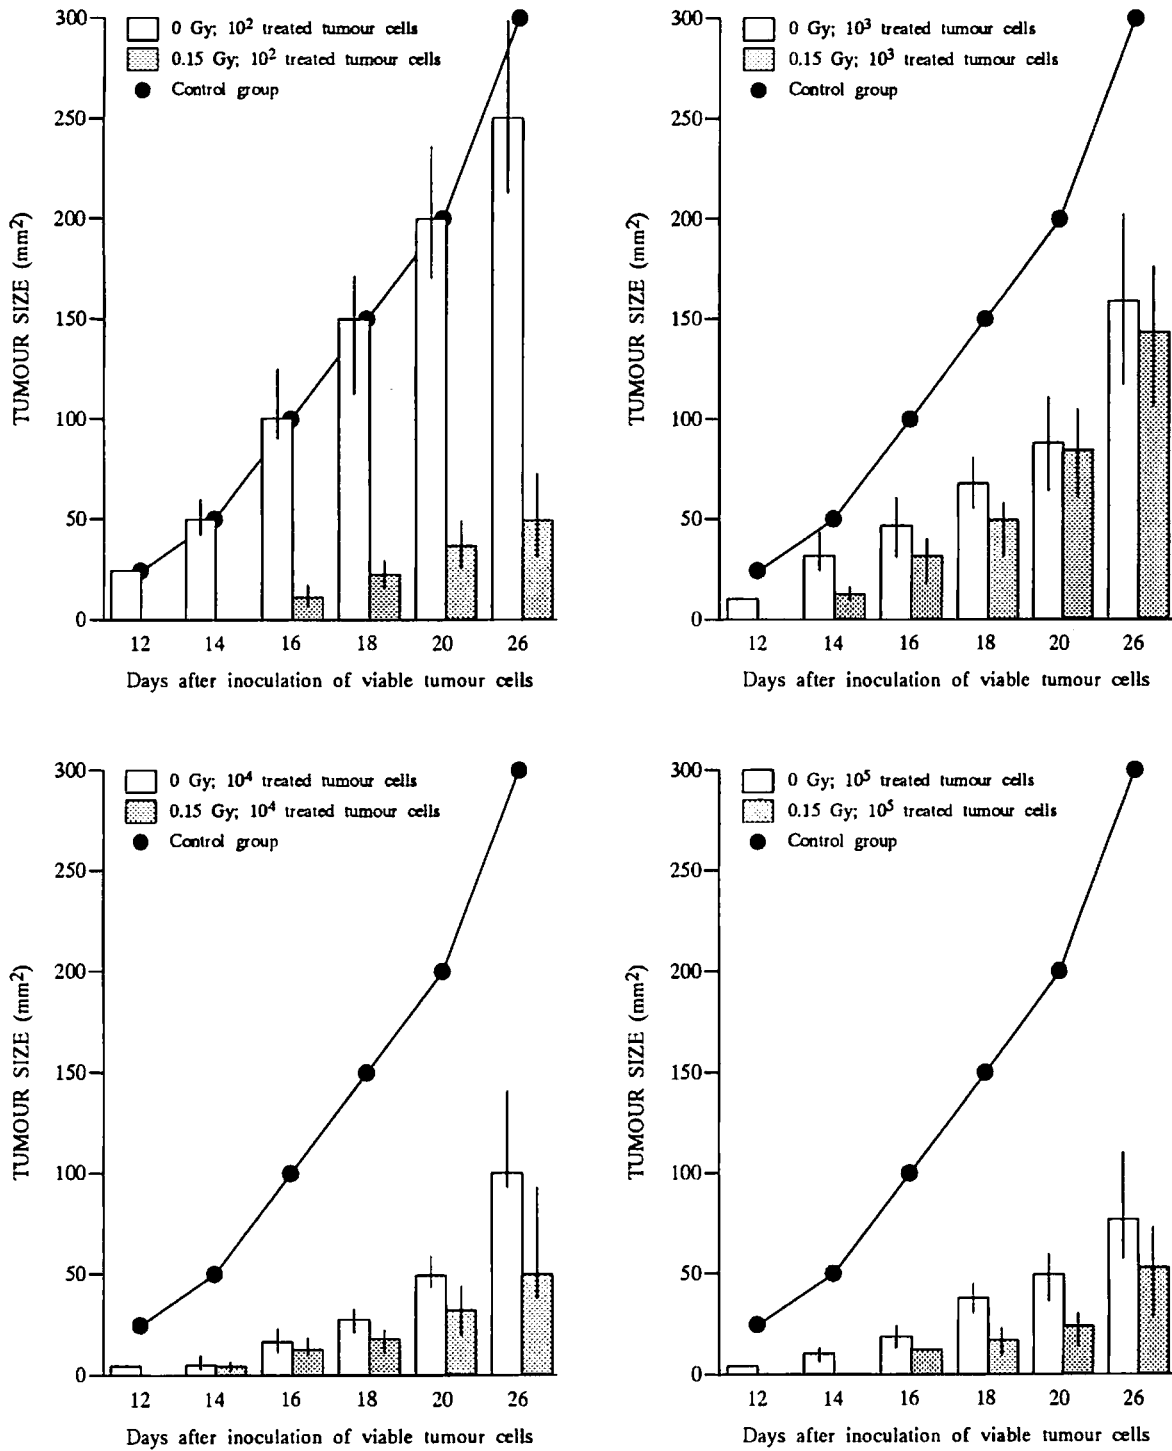 300
250
200
150
100
50
0
TUMOUR SIZE (mm²)
0 Gy; 10² treated tumour cells
0.15 Gy; 10² treated tumour cells
Control group
12 14 16 18 20 26
Days after inoculation of viable tumour cells
300
250
200
150
100
50
0
TUMOUR SIZE (mm²)
0 Gy; 10³ treated tumour cells
0.15 Gy; 10³ treated tumour cells
Control group
12 14 16 18 20 26
Days after inoculation of viable tumour cells
300
250
200
150
100
50
0
TUMOUR SIZE (mm²)
0 Gy; 10⁴ treated tumour cells
0.15 Gy; 10⁴ treated tumour cells
Control group
12 14 16 18 20 26
Days after inoculation of viable tumour cells
300
250
200
150
100
50
0
TUMOUR SIZE (mm²)
0 Gy; 10⁵ treated tumour cells
0.15 Gy; 10⁵ treated tumour cells
Control group
12 14 16 18 20 26
Days after inoculation of viable tumour cells